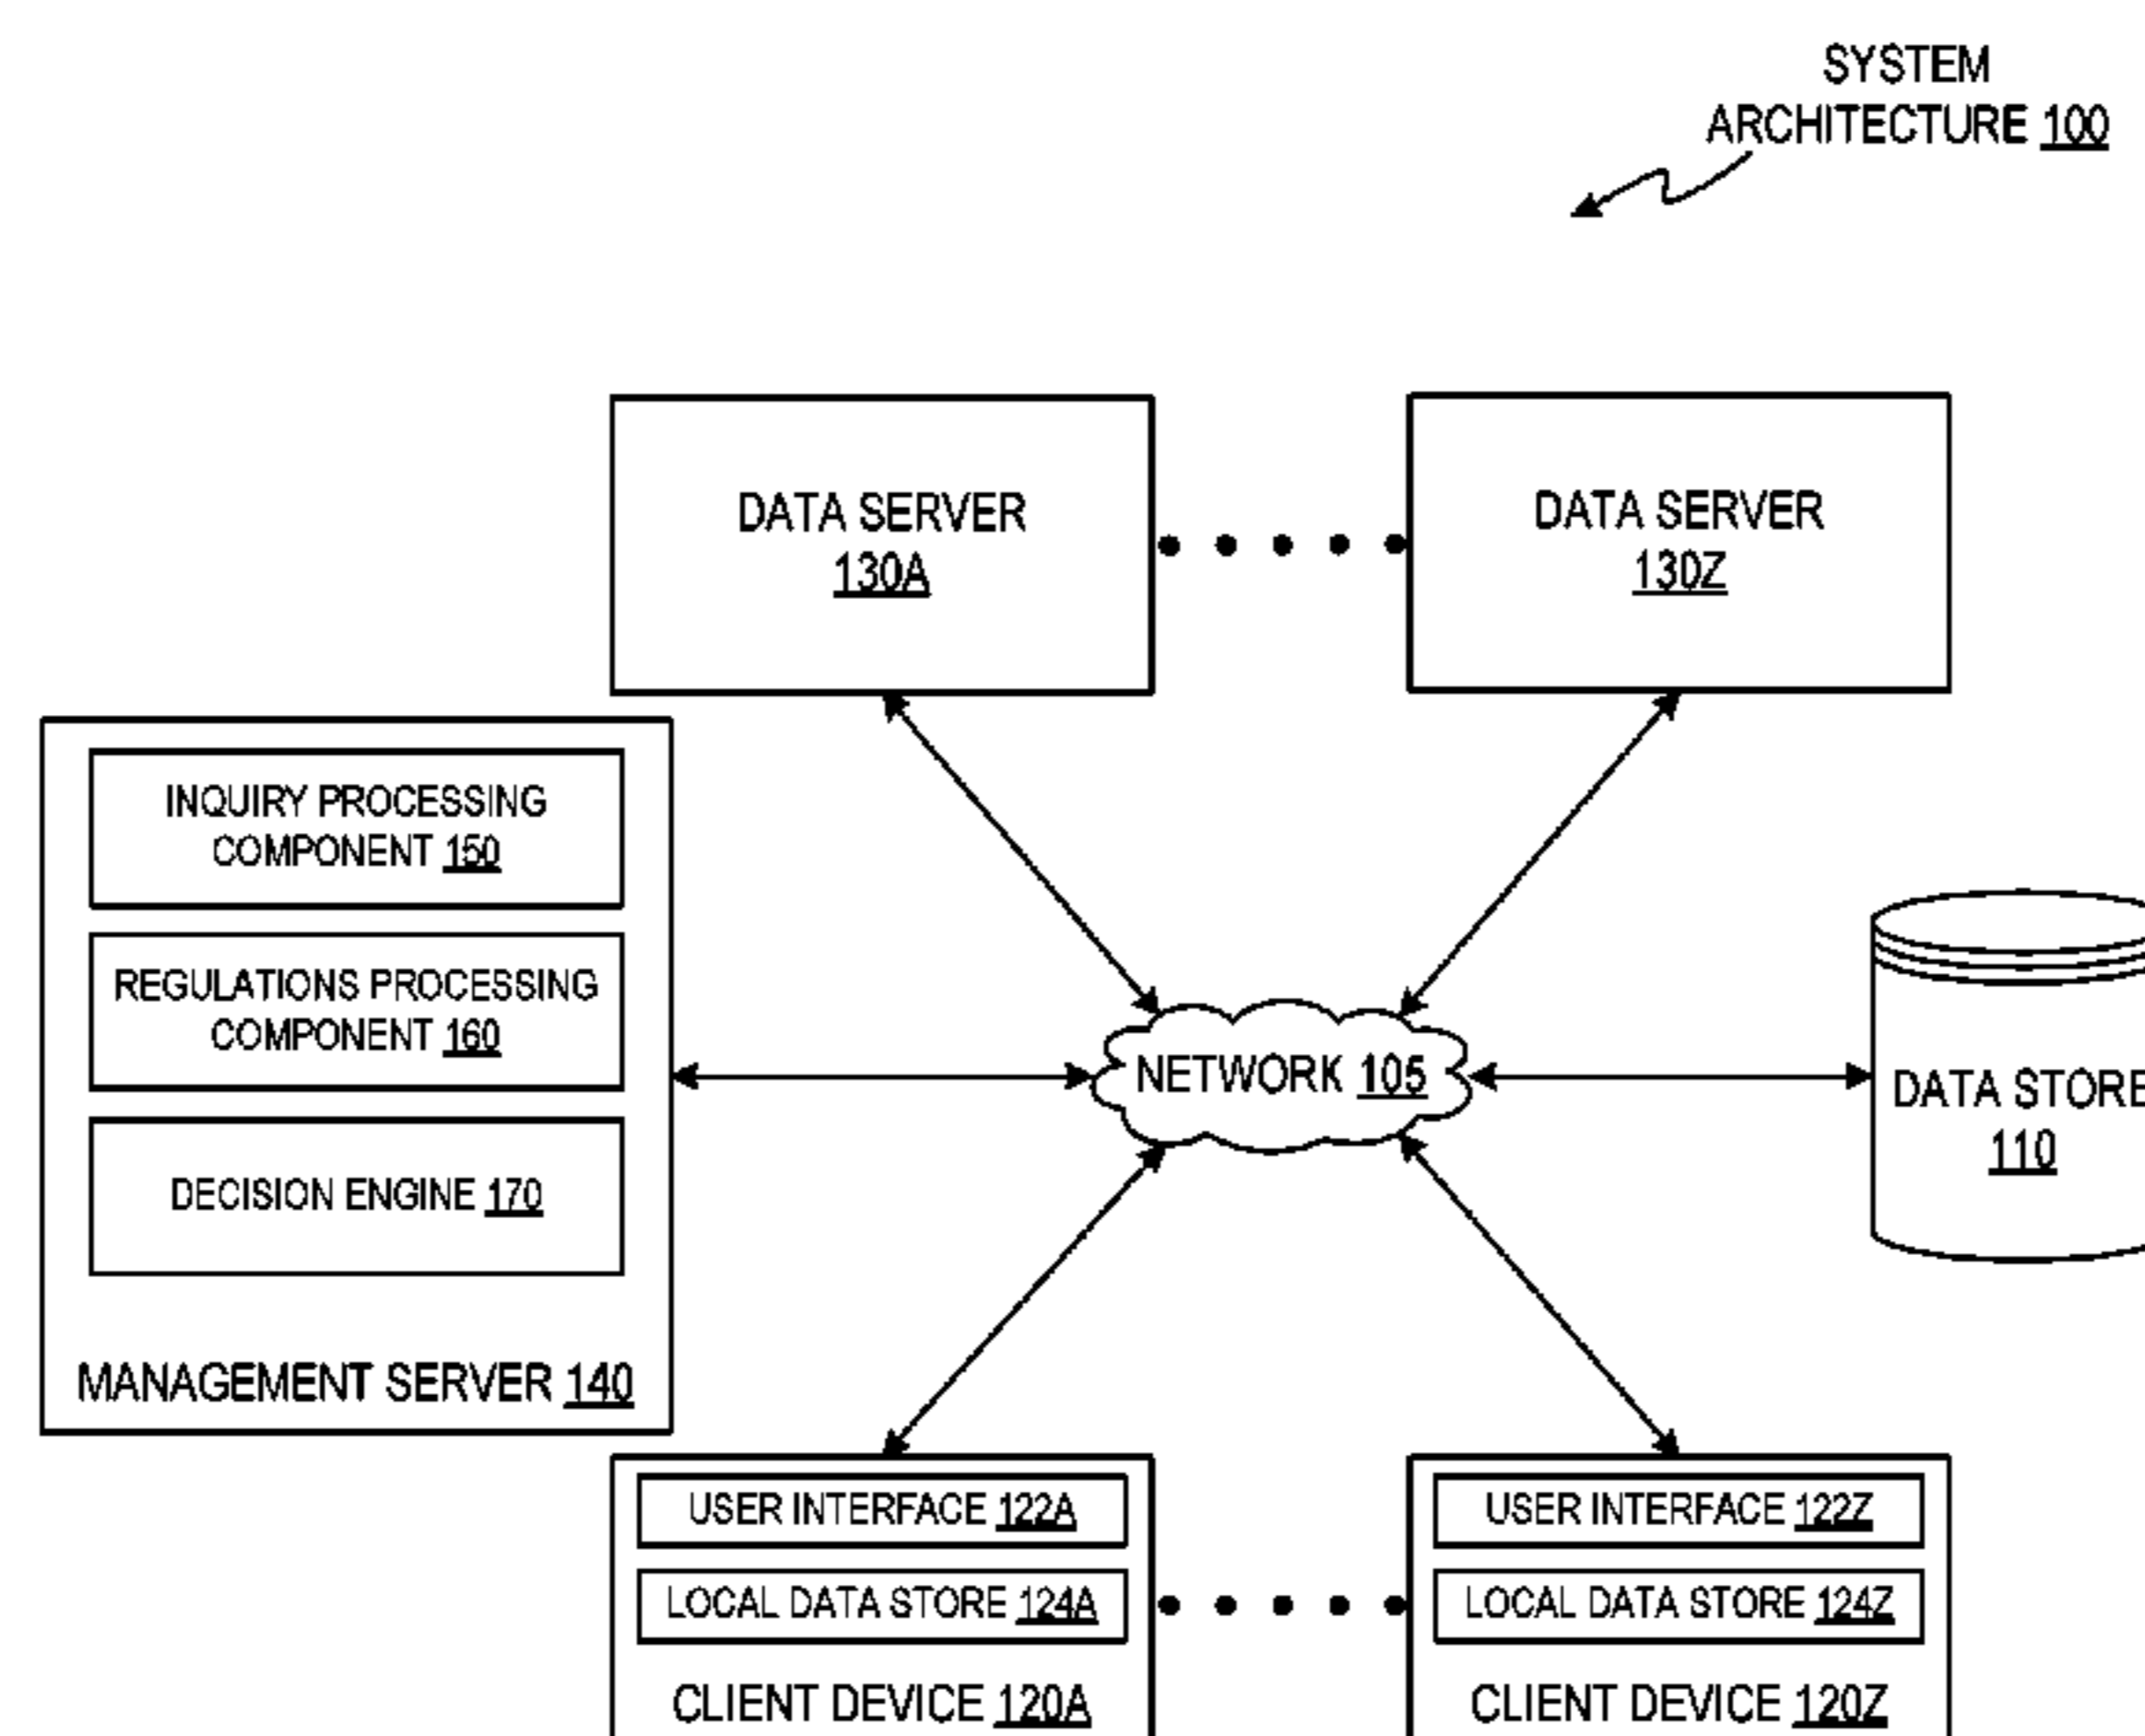 SYSTEM
ARCHITECTURE 100
DATA SERVER
130A
DATA SERVER
130Z
INQUIRY PROCESSING
COMPONENT 150
REGULATIONS PROCESSING
COMPONENT 160
DECISION ENGINE 170
MANAGEMENT SERVER 140
NETWORK 105
DATA STORE
110
USER INTERFACE 122A
LOCAL DATA STORE 124A
CLIENT DEVICE 120A
USER INTERFACE 122Z
LOCAL DATA STORE 124Z
CLIENT DEVICE 120Z